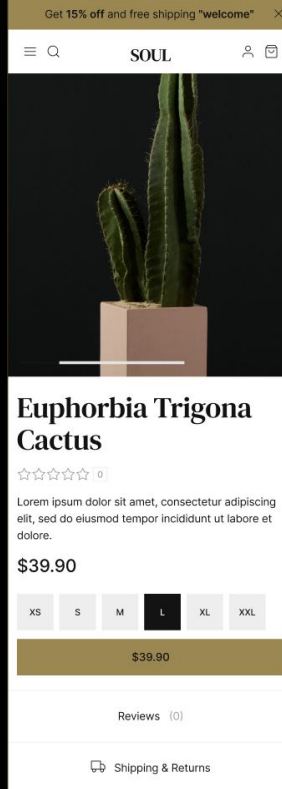 Get 15% off and free shipping "welcome"
SOUL
Euphorbia Trigona
Cactus
0
Lorem ipsum dolor sit amet, consectetur adipiscing
elit, sed do eiusmod tempor incididunt ut labore et
dolore.
$39.90
XS S M L XL XXL
$39.90
Reviews (0)
Shipping & Returns